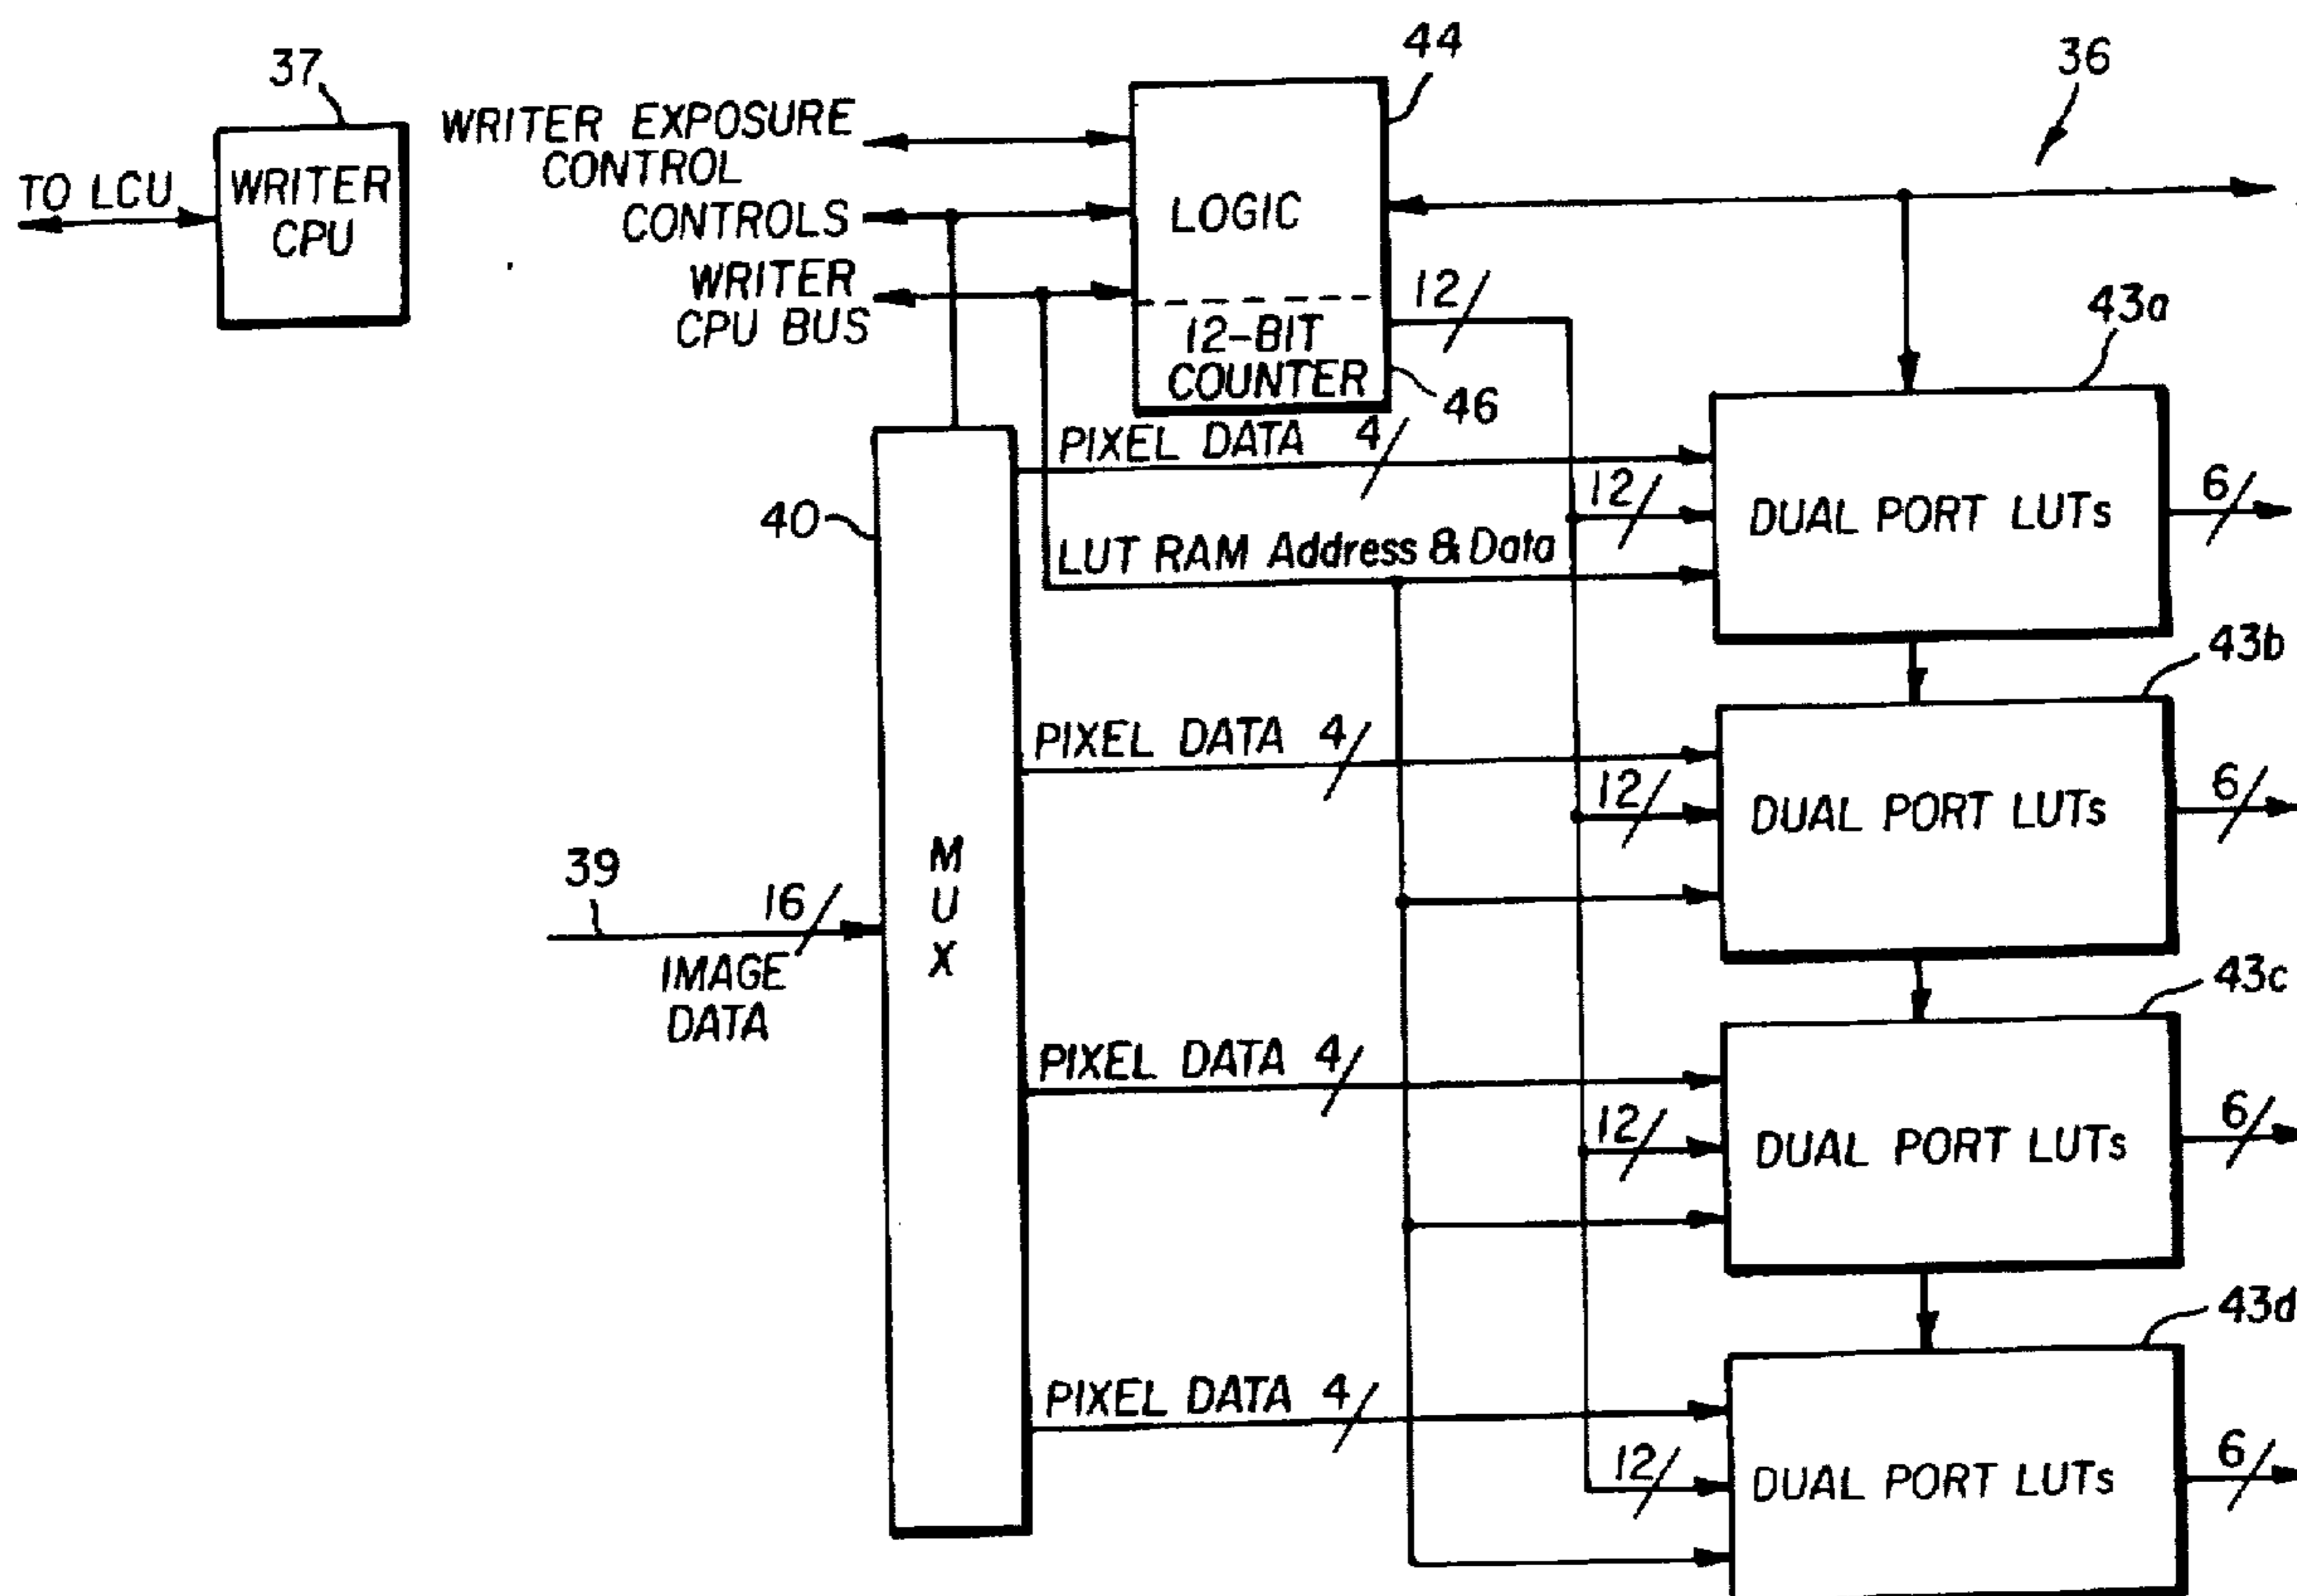 44
36
37
WRITER EXPOSURE
CONTROL
TO LCU
WRITER
CPU
CONTROLS
LOGIC
WRITER
CPU BUS
12
12-BIT
COUNTER
46
43a
PIXEL DATA 4
12
6
40
DUAL PORT LUTs
LUT RAM Address & Data
43b
PIXEL DATA 4
12
6
DUAL PORT LUTs
M
U
X
39
16
IMAGE
DATA
43c
PIXEL DATA 4
12
6
DUAL PORT LUTs
43d
PIXEL DATA 4
12
6
DUAL PORT LUTs